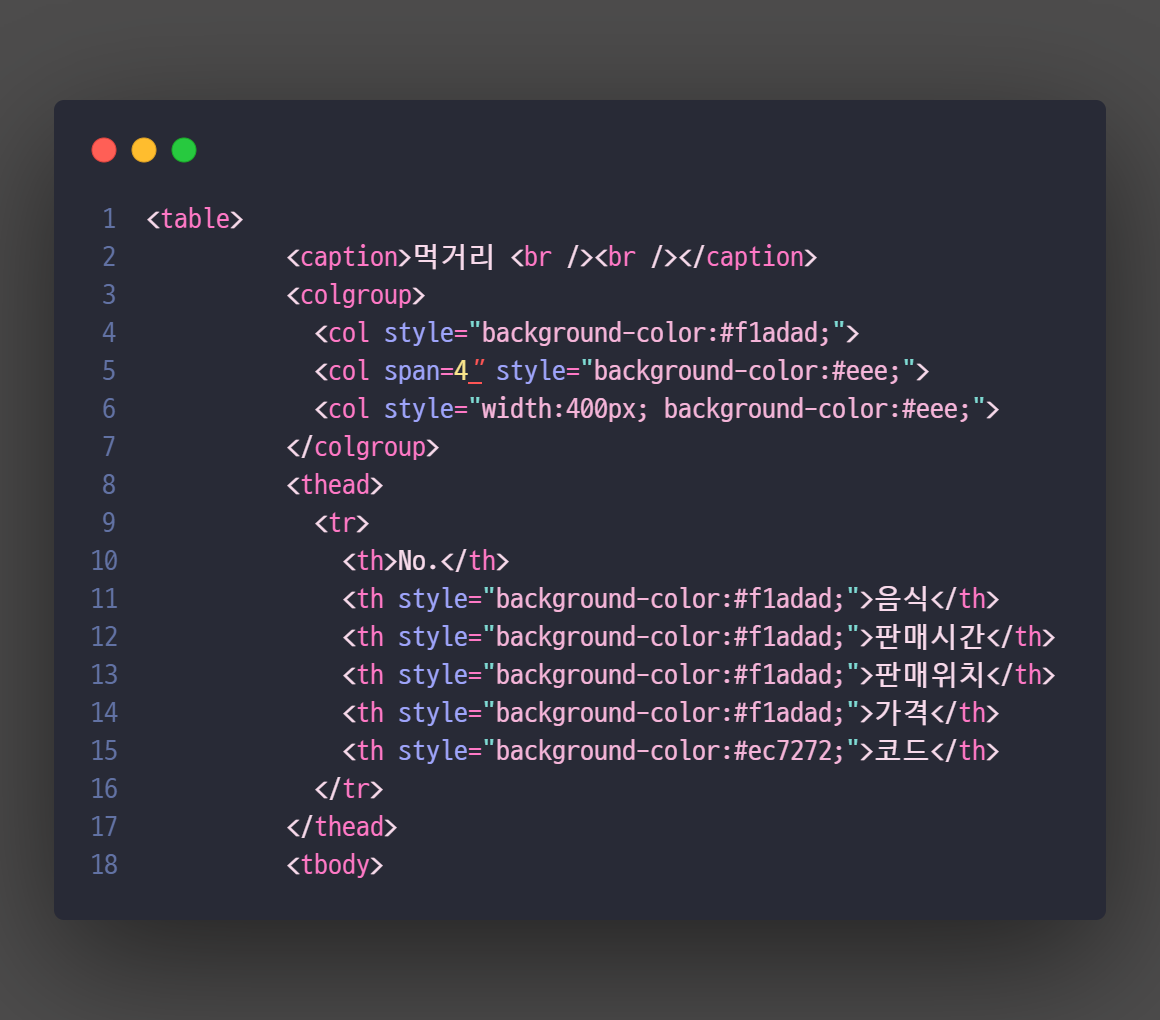 1 <table>
2 <caption>먹거리 <br /><br /></caption>
3 <colgroup>
4 <col style="background-color:#f1adad;">
5 <col span=4_” style="background-color:#eee;">
6 <col style="width:400px; background-color:#eee;">
7 </colgroup>
8 <thead>
9 <tr>
10 <th>No.</th>
11 <th style="background-color:#f1adad;">음식</th>
12 <th style="background-color:#f1adad;">판매시간</th>
13 <th style="background-color:#f1adad;">판매위치</th>
14 <th style="background-color:#f1adad;">가격</th>
15 <th style="background-color:#ec7272;">코드</th>
16 </tr>
17 </thead>
18 <tbody>